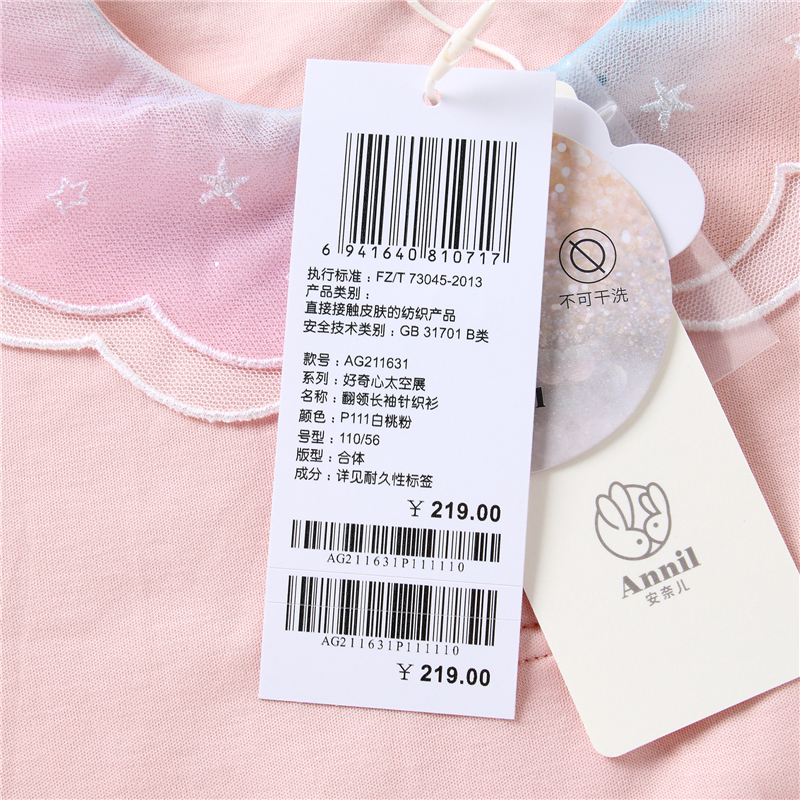 6 941640 810717
执行标准：FZ/T 73045-2013
产品类别：
直接接触皮肤的纺织产品
安全技术类别：GB 31701 B类
款号：AG211631
系列：好奇心太空展
名称：翻领长袖针织衫
颜色：P111白桃粉
号型：110/56
版型：合体
成分：详见耐久性标签
¥ 219.00
AG211631P111110
AG211631P111110
¥ 219.00
不可干洗
Annil
安奈儿